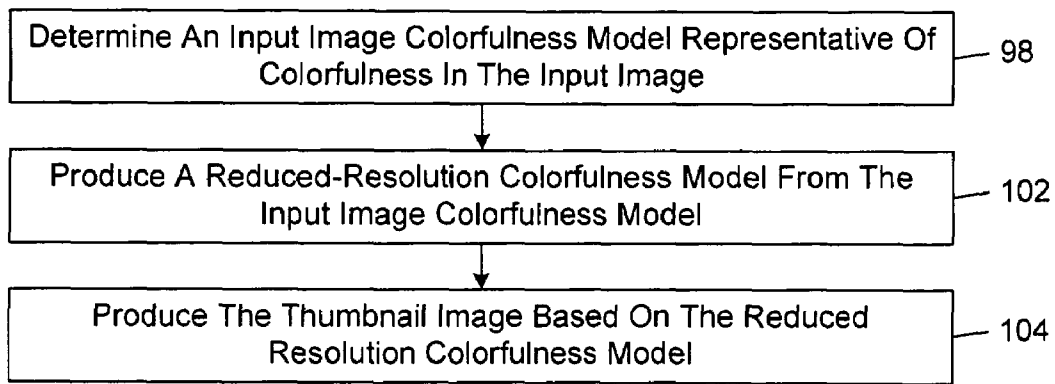 Determine An Input Image Colorfulness Model Representative Of
Colorfulness In The Input Image
98
Produce A Reduced-Resolution Colorfulness Model From The
Input Image Colorfulness Model
102
Produce The Thumbnail Image Based On The Reduced
Resolution Colorfulness Model
104